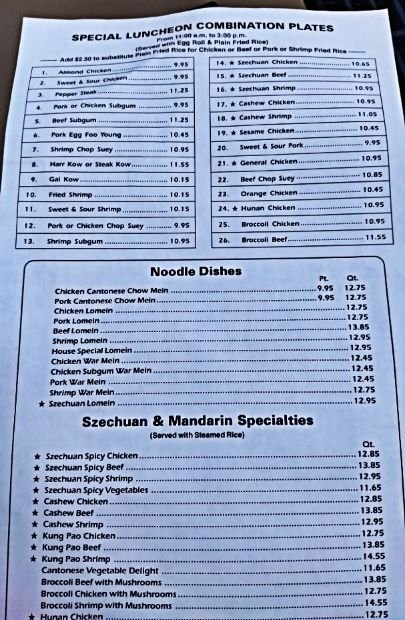 SPECIAL LUNCHEON COMBINATION PLATES
From 11:00 a.m. to 3:00 p.m.
(Served with Egg Roll & Plain Fried Rice)
Add $2.50 to substitute Plain Fried Rice for Chicken or Beef or Pork or Shrimp Fried Rice
1. Almond Chicken 9.95
2. Sweet & Sour Chicken 9.95
3. Pepper Steak 11.25
4. Pork or Chicken Subgum 9.95
5. Beef Subgum 11.25
6. Pork Egg Foo Young 10.45
7. Shrimp Chop Suey 10.95
8. Harr Kow or Steak Kow 11.55
9. Gai Kow 10.15
10. Fried Shrimp 10.15
11. Sweet & Sour Shrimp 10.15
12. Pork or Chicken Chop Suey 9.95
13. Shrimp Subgum 10.95
14. ★ Szechuan Chicken 10.65
15. ★ Szechuan Beef 11.25
16. ★ Szechuan Shrimp 10.95
17. ★ Cashew Chicken 10.95
18. ★ Cashew Shrimp 11.05
19. ★ Sesame Chicken 10.45
20. Sweet & Sour Pork 9.95
21. ★ General Chicken 10.95
22. Beef Chop Suey 10.85
23. Orange Chicken 10.45
24. ★ Hunan Chicken 10.95
25. Broccoli Chicken 10.95
26. Broccoli Beef 11.55
Noodle Dishes
Pt. Qt.
Chicken Cantonese Chow Mein 9.95 12.75
Pork Cantonese Chow Mein 9.95 12.75
Chicken Lomein 12.75
Pork Lomein 12.75
Beef Lomein 13.85
Shrimp Lomein 12.95
House Special Lomein 12.95
Chicken War Mein 12.45
Chicken Subgum War Mein 12.45
Pork War Mein 12.45
Shrimp War Mein 12.75
★ Szechuan Lomein 12.95
Szechuan & Mandarin Specialties
(Served with Steamed Rice)
Qt.
★ Szechuan Spicy Chicken 12.85
★ Szechuan Spicy Beef 13.85
★ Szechuan Spicy Shrimp 12.95
★ Szechuan Spicy Vegetables 11.65
★ Cashew Chicken 12.85
★ Cashew Beef 13.85
★ Cashew Shrimp 12.95
★ Kung Pao Chicken 12.75
★ Kung Pao Beef 13.85
★ Kung Pao Shrimp 14.55
Cantonese Vegetable Delight 11.65
Broccoli Beef with Mushrooms 13.85
Broccoli Chicken with Mushrooms 12.75
Broccoli Shrimp with Mushrooms 14.55
★ Hunan Chicken 12.75